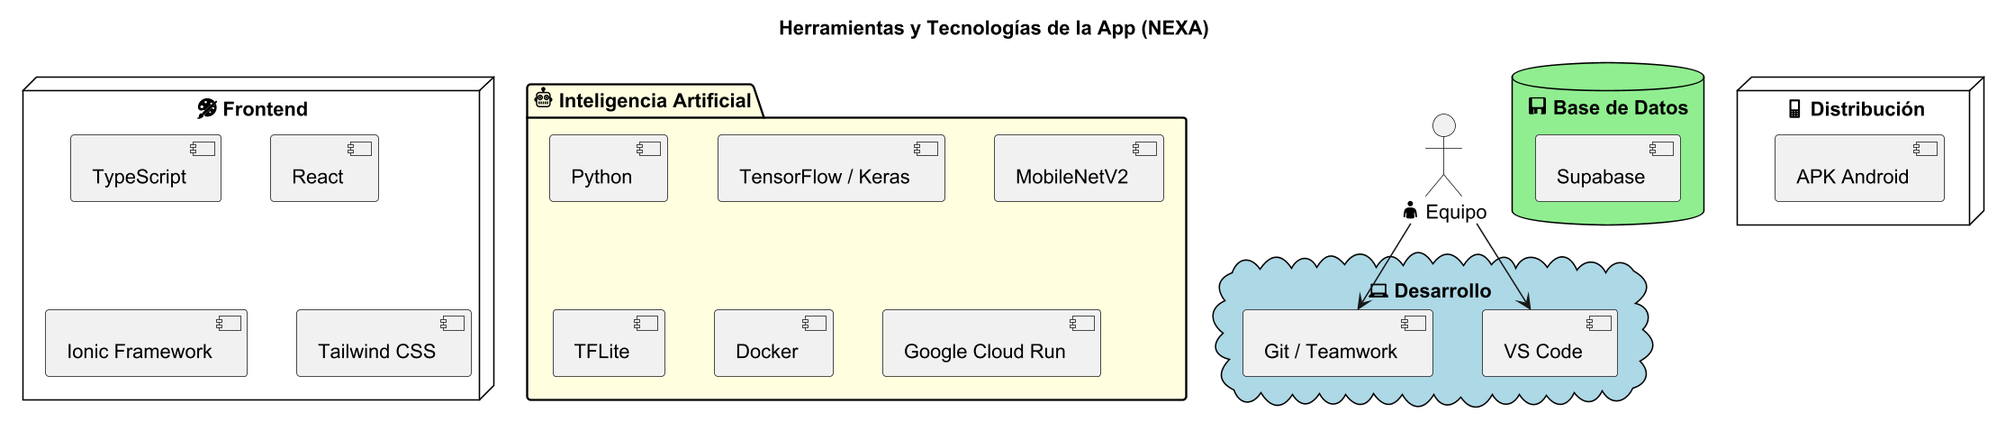 Herramientas y Tecnologías de la App (NEXA)
Frontend
TypeScript
React
Ionic Framework
Tailwind CSS
Inteligencia Artificial
Python
TensorFlow / Keras
MobileNetV2
TFLite
Docker
Google Cloud Run
Equipo
Desarrollo
Git / Teamwork
VS Code
Base de Datos
Supabase
Distribución
APK Android